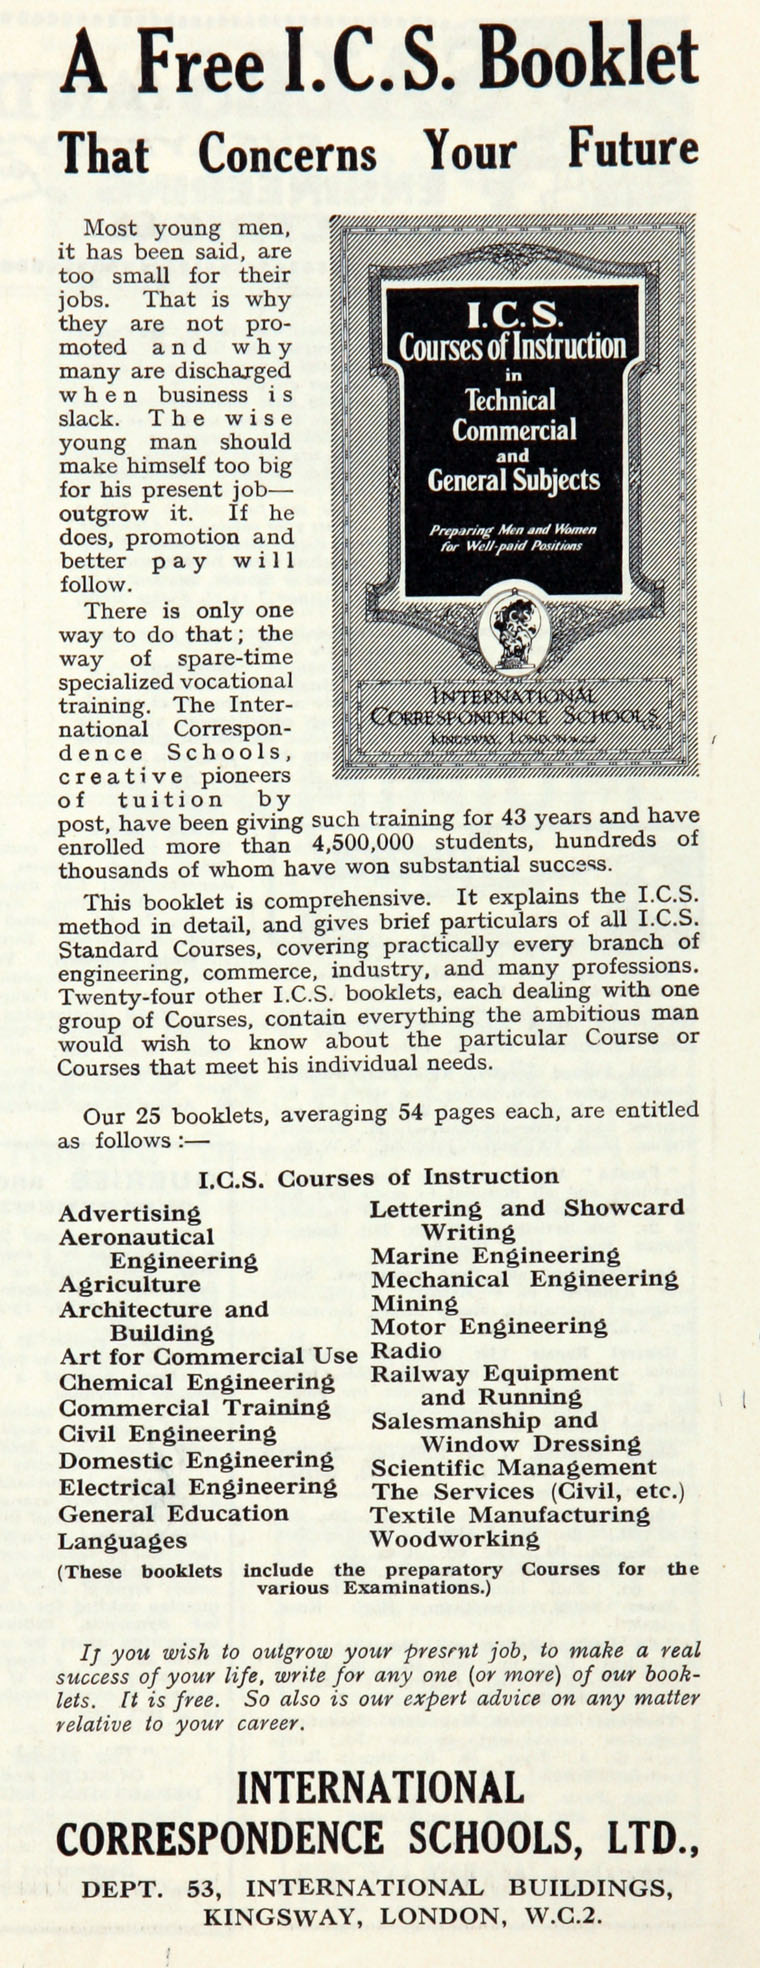 A Free I.C.S. Booklet
That Concerns Your Future
Most young men,
it has been said, are
too small for their
jobs. That is why
they are not pro-
moted and why
many are discharged
when business is
slack. The wise
young man should
make himself too big
for his present job—
outgrow it. If he
does, promotion and
better pay will
follow.
There is only one
way to do that; the
way of spare-time
specialized vocational
training. The Inter-
national Correspon-
dence Schools,
creative pioneers
of tuition by
post, have been giving such training for 43 years and have
enrolled more than 4,500,000 students, hundreds of
thousands of whom have won substantial success.
I.C.S.
Courses of Instruction
in
Technical
Commercial
and
General Subjects
Preparing Men and Women
for Well-paid Positions
ICS
INTERNATIONAL
CORRESPONDENCE SCHOOLS LTD
KINGSWAY, LONDON W.C.2
This booklet is comprehensive. It explains the I.C.S.
method in detail, and gives brief particulars of all I.C.S.
Standard Courses, covering practically every branch of
engineering, commerce, industry, and many professions.
Twenty-four other I.C.S. booklets, each dealing with one
group of Courses, contain everything the ambitious man
would wish to know about the particular Course or
Courses that meet his individual needs.
Our 25 booklets, averaging 54 pages each, are entitled
as follows :—
I.C.S. Courses of Instruction
Advertising
Aeronautical
Engineering
Agriculture
Architecture and
Building
Art for Commercial Use
Chemical Engineering
Commercial Training
Civil Engineering
Domestic Engineering
Electrical Engineering
General Education
Languages
Lettering and Showcard
Writing
Marine Engineering
Mechanical Engineering
Mining
Motor Engineering
Radio
Railway Equipment
and Running
Salesmanship and
Window Dressing
Scientific Management
The Services (Civil, etc.)
Textile Manufacturing
Woodworking
(These booklets include the preparatory Courses for the
various Examinations.)
If you wish to outgrow your present job, to make a real
success of your life, write for any one (or more) of our book-
lets. It is free. So also is our expert advice on any matter
relative to your career.
INTERNATIONAL
CORRESPONDENCE SCHOOLS, LTD.,
DEPT. 53, INTERNATIONAL BUILDINGS,
KINGSWAY, LONDON, W.C.2.